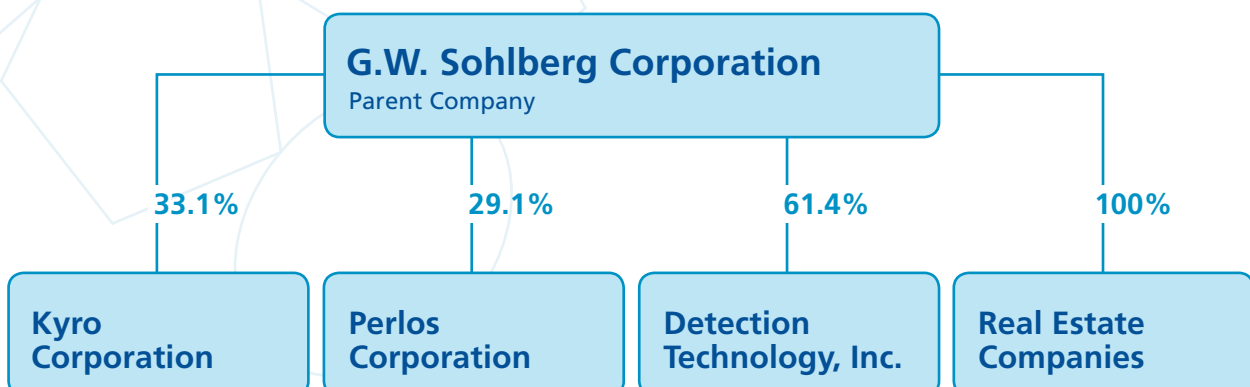 G.W. Sohlberg Corporation
Parent Company
33.1%
29.1%
61.4%
100%
Kyro
Corporation
Perlos
Corporation
Detection
Technology, Inc.
Real Estate
Companies